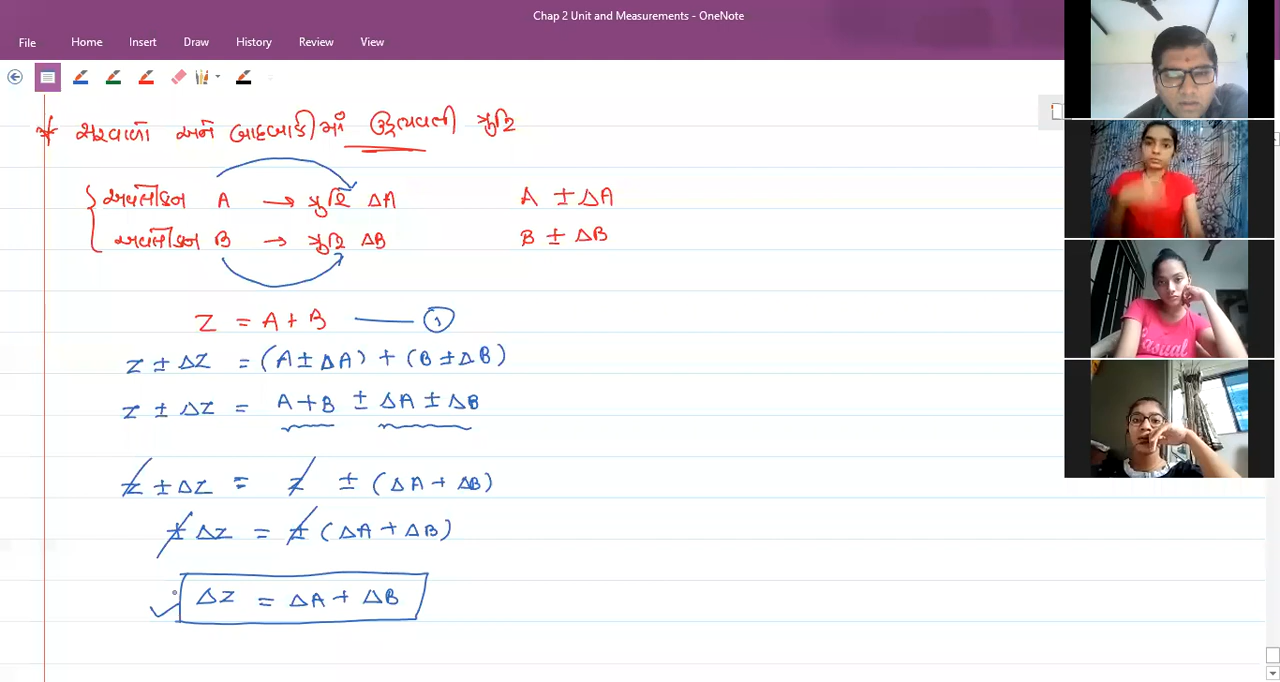 Chap 2 Unit and Measurements - OneNote
File Home Insert Draw History Review View
* સરવાળા અને બાદબાકીમાં ઉદ્ભવતી ત્રુટિ
અવલોકન A → ત્રુટિ ΔA A ± ΔA
અવલોકન B → ત્રુટિ ΔB B ± ΔB
Z = A + B —— ①
Z ± ΔZ = (A ± ΔA) + (B ± ΔB)
Z ± ΔZ = A + B ± ΔA ± ΔB
Z ± ΔZ = Z ± (ΔA + ΔB)
± ΔZ = ± (ΔA + ΔB)
ΔZ = ΔA + ΔB
Casual